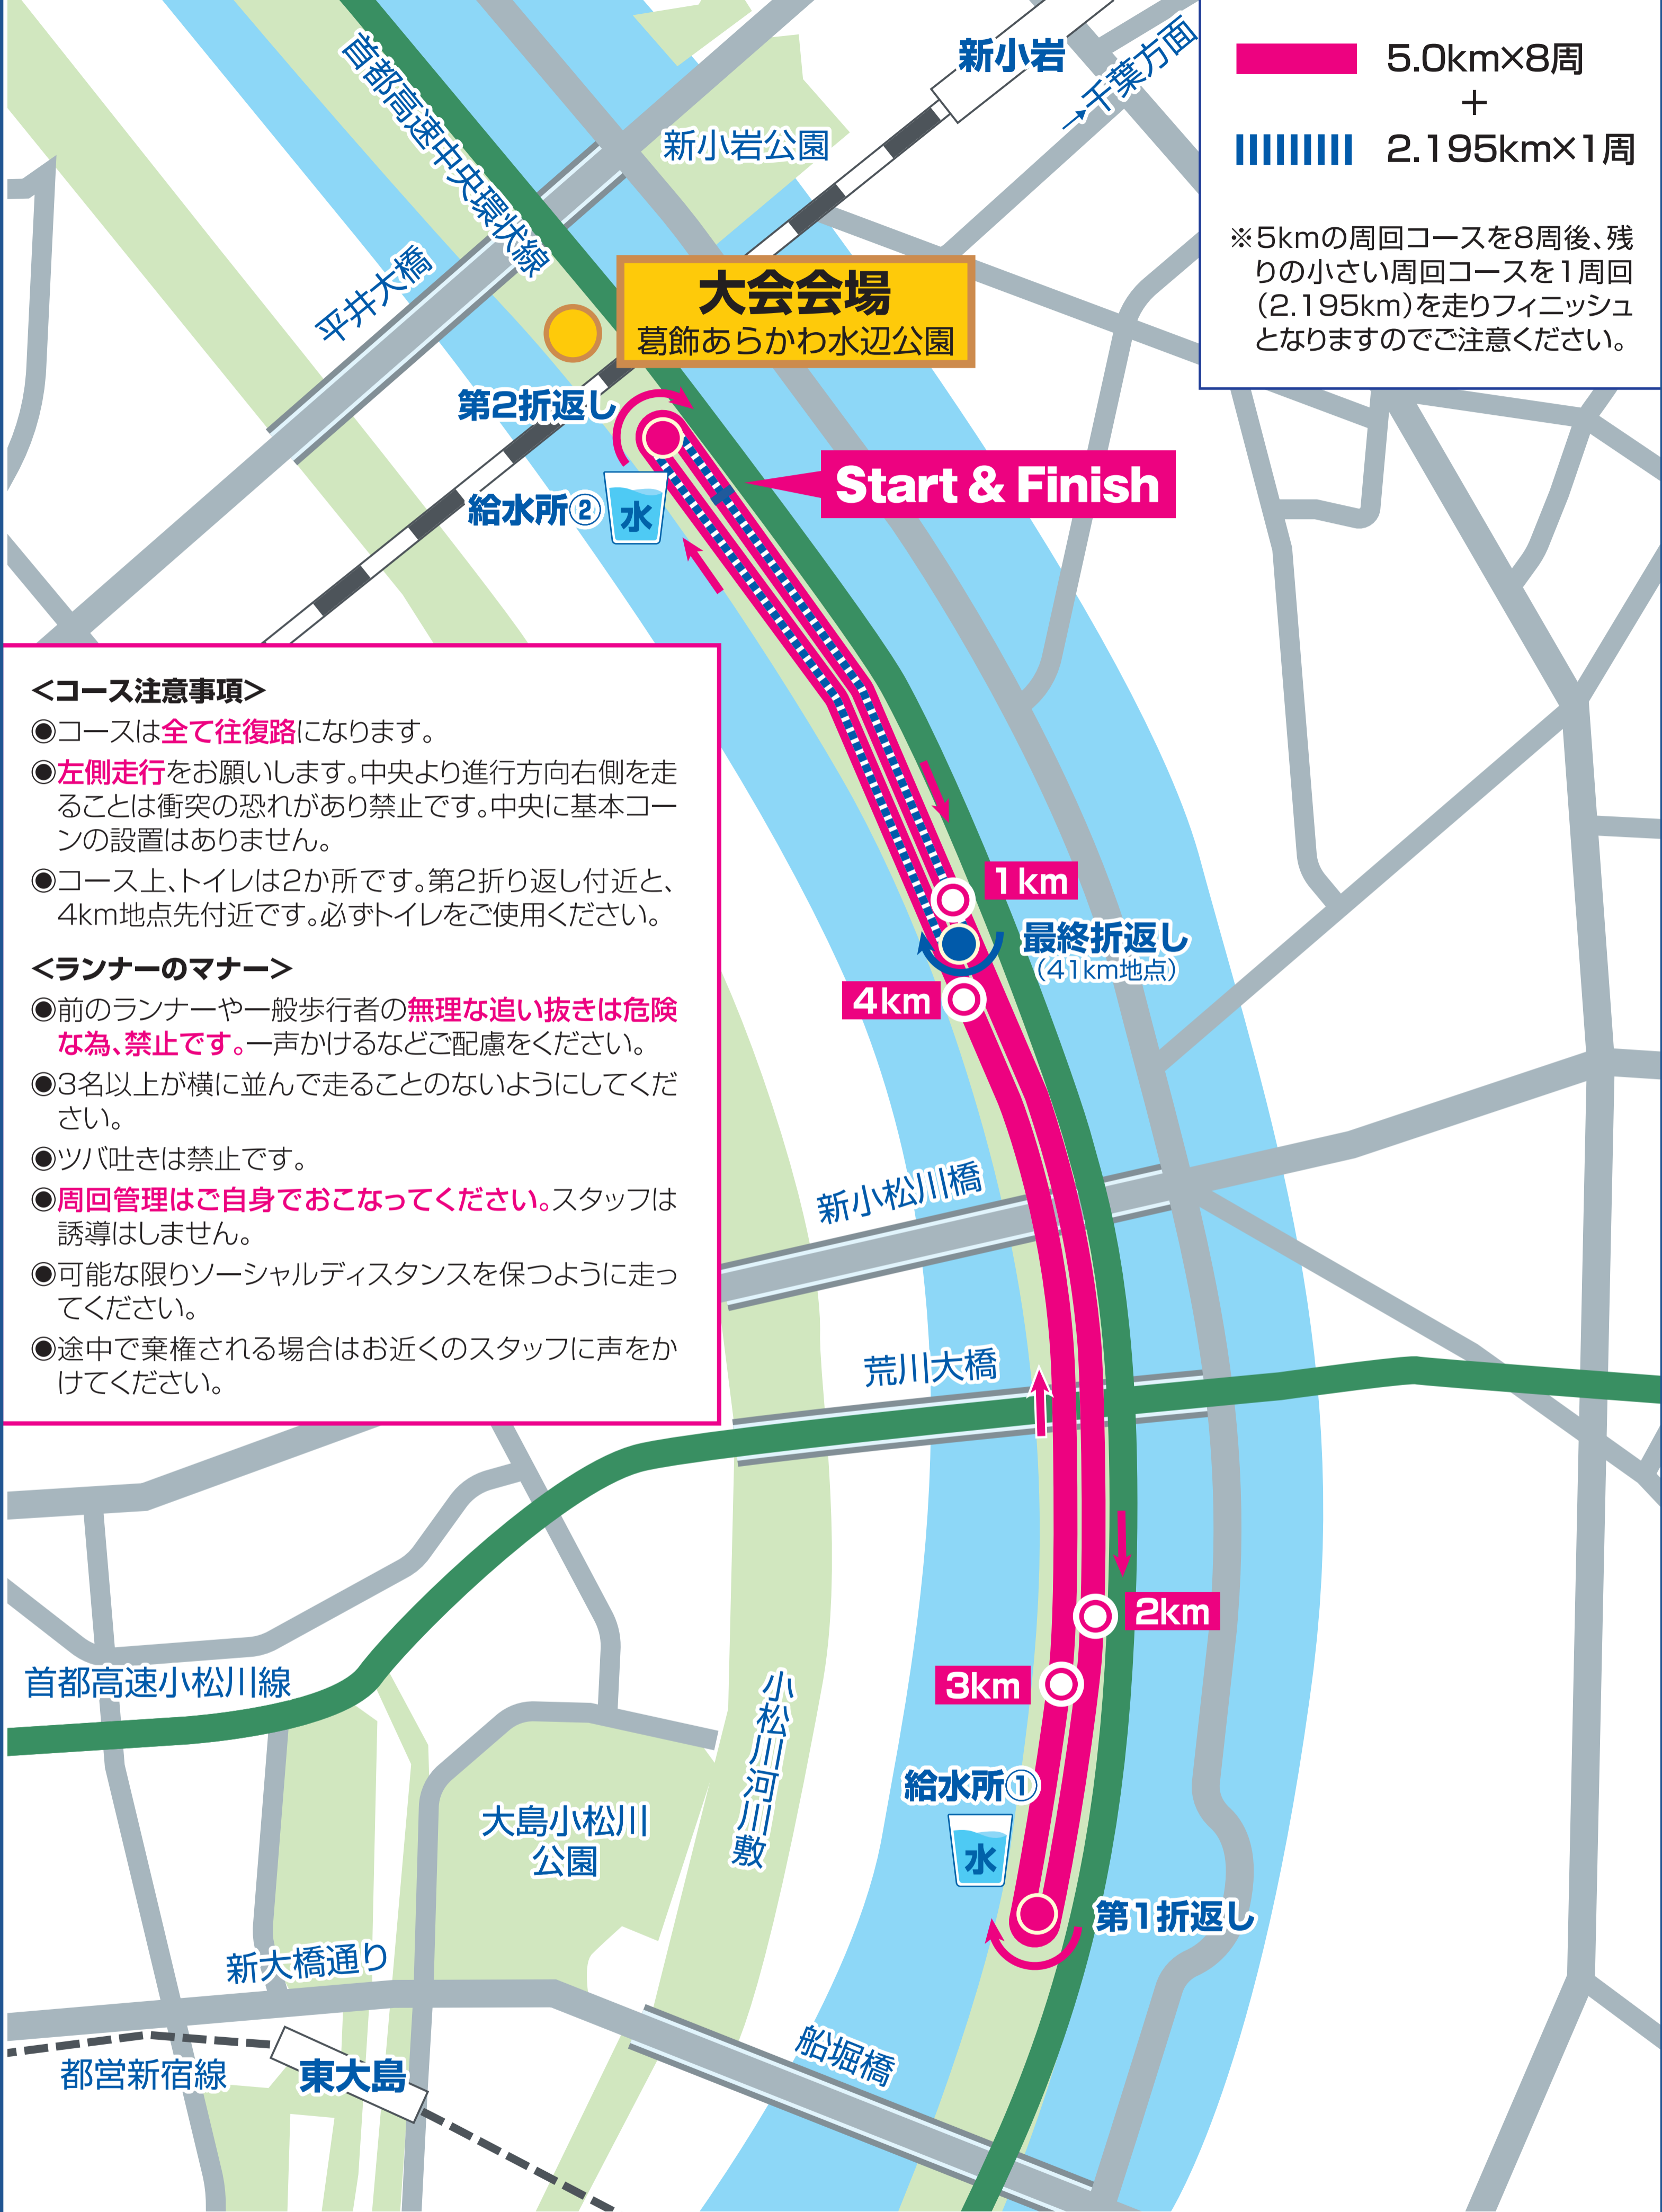 首都高速中央環状線
新小岩
→千葉方面
新小岩公園
平井大橋
5.0km×8周
+
2.195km×1周
※5kmの周回コースを8周後、残
りの小さい周回コースを1周回
(2.195km)を走りフィニッシュ
となりますのでご注意ください。
大会会場
葛飾あらかわ水辺公園
第2折返し
Start & Finish
給水所②
水
<コース注意事項>
◉コースは全て往復路になります。
◉左側走行をお願いします。中央より進行方向右側を走
ることは衝突の恐れがあり禁止です。中央に基本コー
ンの設置はありません。
◉コース上、トイレは2か所です。第2折り返し付近と、
4km地点先付近です。必ずトイレをご使用ください。
<ランナーのマナー>
◉前のランナーや一般歩行者の無理な追い抜きは危険
な為、禁止です。一声かけるなどご配慮をください。
◉3名以上が横に並んで走ることのないようにしてくだ
さい。
◉ツバ吐きは禁止です。
◉周回管理はご自身でおこなってください。スタッフは
誘導はしません。
◉可能な限りソーシャルディスタンスを保つように走っ
てください。
◉途中で棄権される場合はお近くのスタッフに声をか
けてください。
1km
最終折返し
(41km地点)
4km
新小松川橋
荒川大橋
2km
3km
首都高速小松川線
小松川河川敷
給水所①
水
大島小松川
公園
第1折返し
新大橋通り
船堀橋
都営新宿線
東大島